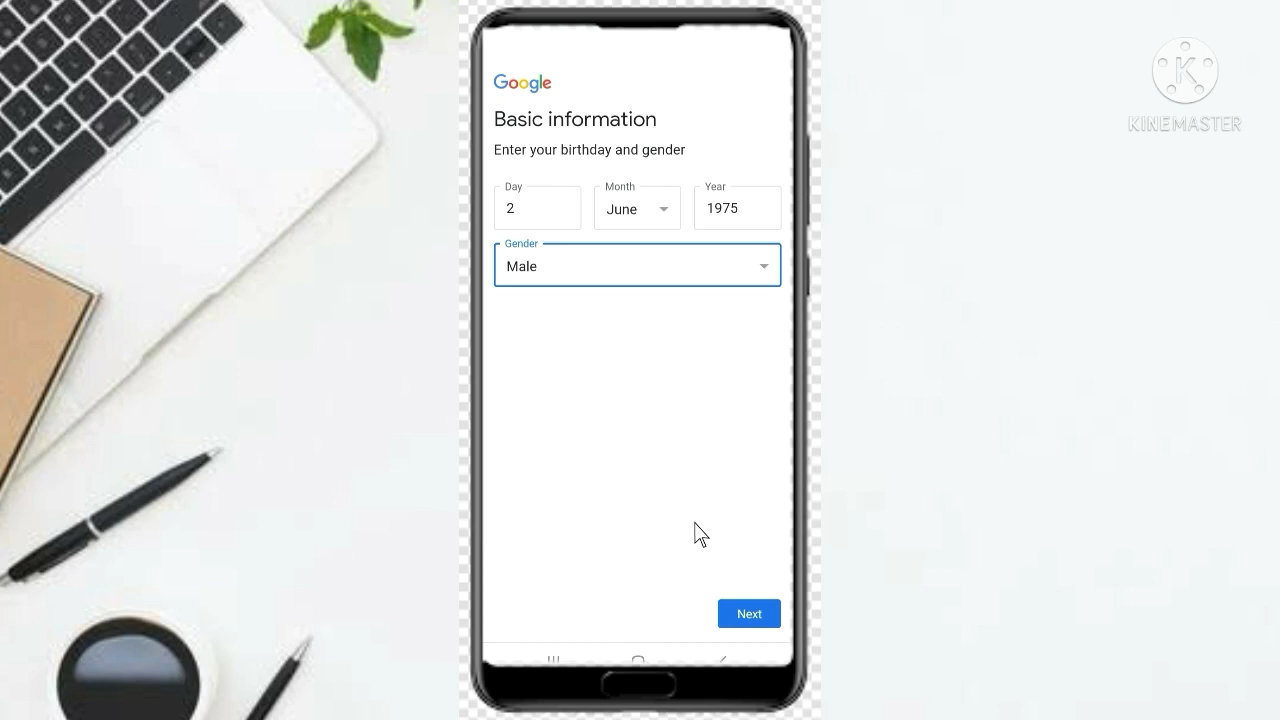 Google
Basic information
Enter your birthday and gender
Day
Month
Year
2
June
1975
Gender
Male
Next
K
KINEMASTER